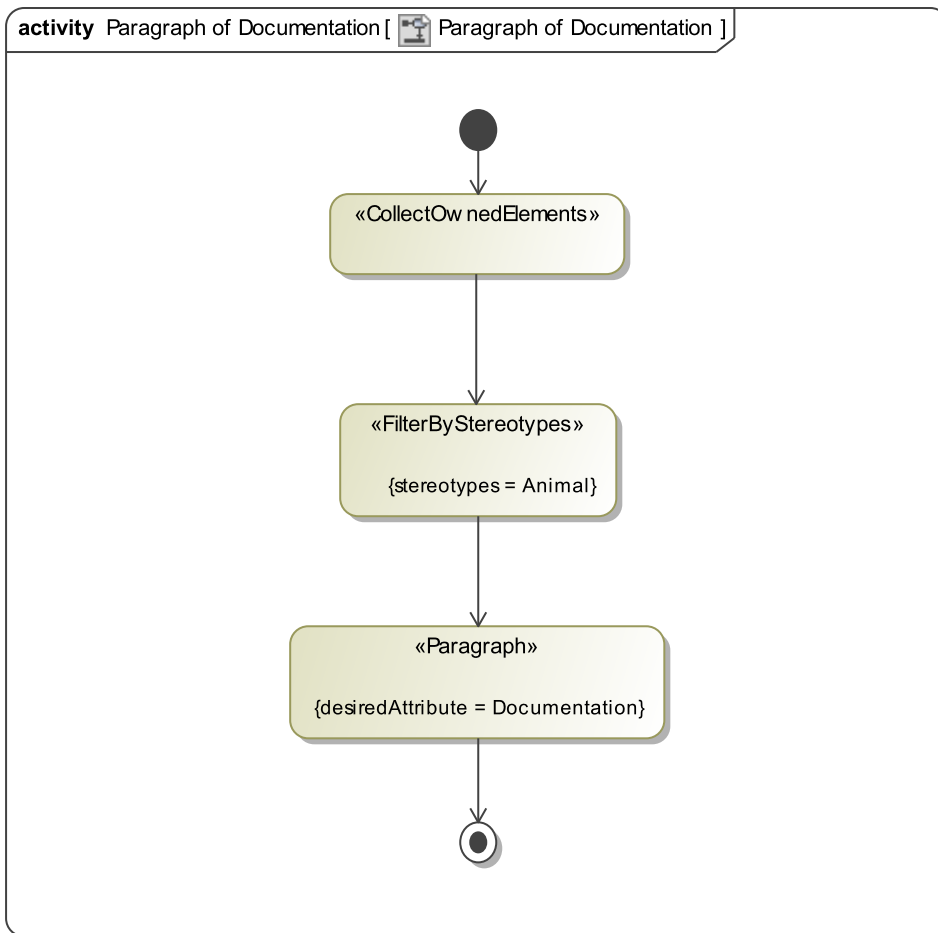 activity Paragraph of Documentation [ Paragraph of Documentation ]
«CollectOwnedElements»
«FilterByStereotypes»
{stereotypes = Animal}
«Paragraph»
{desiredAttribute = Documentation}